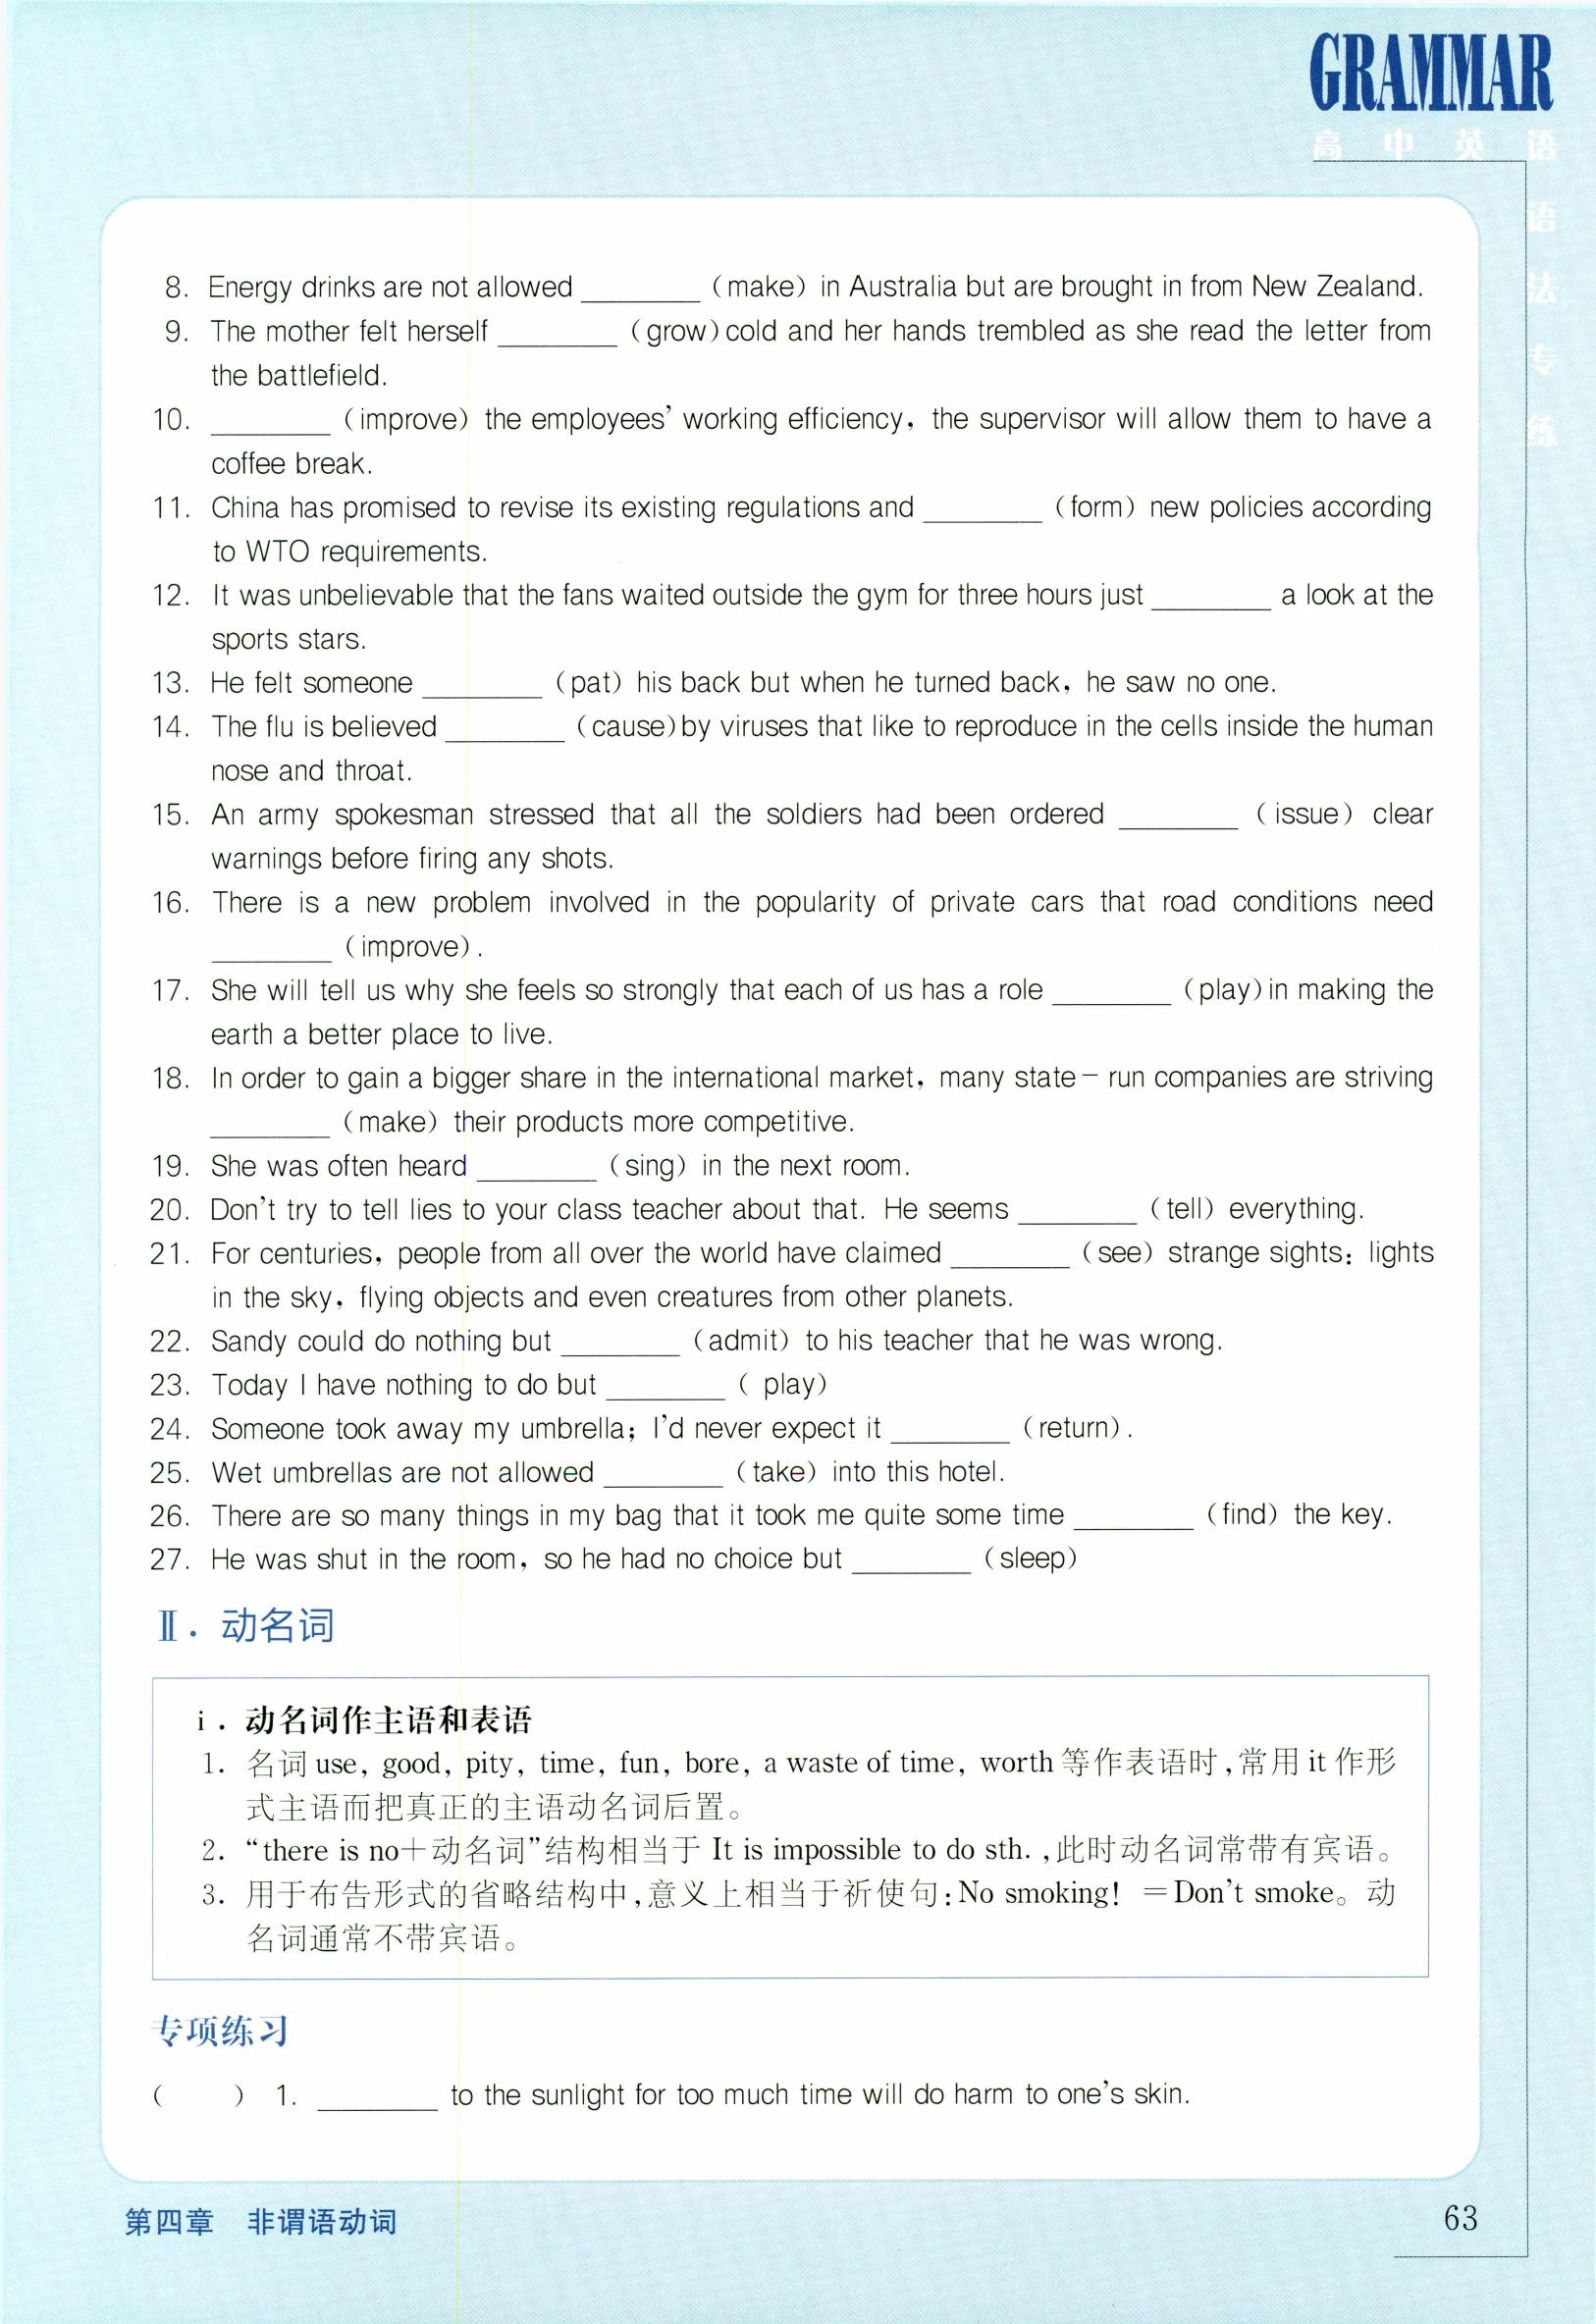 GRAMMAR
高中英语
语
法
专
练
8. Energy drinks are not allowed ________ (make) in Australia but are brought in from New Zealand.
9. The mother felt herself ________ (grow) cold and her hands trembled as she read the letter from
the battlefield.
10. ________ (improve) the employees' working efficiency, the supervisor will allow them to have a
coffee break.
11. China has promised to revise its existing regulations and ________ (form) new policies according
to WTO requirements.
12. It was unbelievable that the fans waited outside the gym for three hours just ________ a look at the
sports stars.
13. He felt someone ________ (pat) his back but when he turned back, he saw no one.
14. The flu is believed ________ (cause) by viruses that like to reproduce in the cells inside the human
nose and throat.
15. An army spokesman stressed that all the soldiers had been ordered ________ (issue) clear
warnings before firing any shots.
16. There is a new problem involved in the popularity of private cars that road conditions need
________ (improve).
17. She will tell us why she feels so strongly that each of us has a role ________ (play) in making the
earth a better place to live.
18. In order to gain a bigger share in the international market, many state-run companies are striving
________ (make) their products more competitive.
19. She was often heard ________ (sing) in the next room.
20. Don't try to tell lies to your class teacher about that. He seems ________ (tell) everything.
21. For centuries, people from all over the world have claimed ________ (see) strange sights: lights
in the sky, flying objects and even creatures from other planets.
22. Sandy could do nothing but ________ (admit) to his teacher that he was wrong.
23. Today I have nothing to do but ________ ( play)
24. Someone took away my umbrella; I'd never expect it ________ (return).
25. Wet umbrellas are not allowed ________ (take) into this hotel.
26. There are so many things in my bag that it took me quite some time ________ (find) the key.
27. He was shut in the room, so he had no choice but ________ (sleep)
Ⅱ. 动名词
ⅰ. 动名词作主语和表语
1. 名词 use, good, pity, time, fun, bore, a waste of time, worth 等作表语时,常用 it 作形
式主语而把真正的主语动名词后置。
2. “there is no+动名词”结构相当于 It is impossible to do sth. ,此时动名词常带有宾语。
3. 用于布告形式的省略结构中,意义上相当于祈使句:No smoking! =Don't smoke。动
名词通常不带宾语。
专项练习
( ) 1. ________ to the sunlight for too much time will do harm to one's skin.
第四章 非谓语动词
63